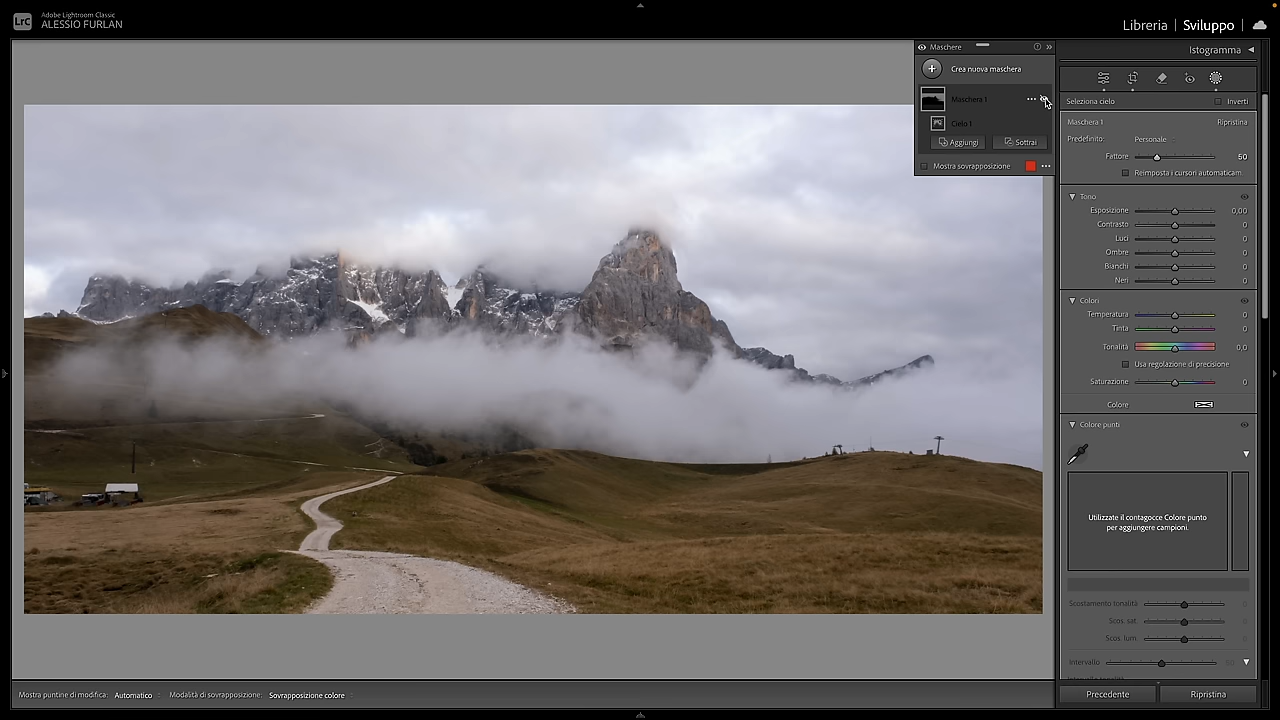 LrC
Adobe Lightroom Classic
ALESSIO FURLAN
Libreria | Sviluppo
Maschere
Crea nuova maschera
Maschera 1
Cielo 1
Aggiungi
Sottrai
Mostra sovrapposizione
Istogramma
Seleziona cielo
Inverti
Maschera 1
Ripristina
Predefinito:
Personale
Fattore
50
Reimposta i cursori automaticam.
Tono
Esposizione
0,00
Contrasto
0
Luci
0
Ombre
0
Bianchi
0
Neri
0
Colori
Temperatura
0
Tinta
0
Tonalità
0,0
Usa regolazione di precisione
Saturazione
0
Colore
Colore punti
Utilizzate il contagocce Colore punto
per aggiungere campioni.
Scostamento tonalità
0
Scos. sat.
Scos. lum.
Intervallo
50
Mostra puntine di modifica:
Automatico
Modalità di sovrapposizione:
Sovrapposizione colore
Precedente
Ripristina